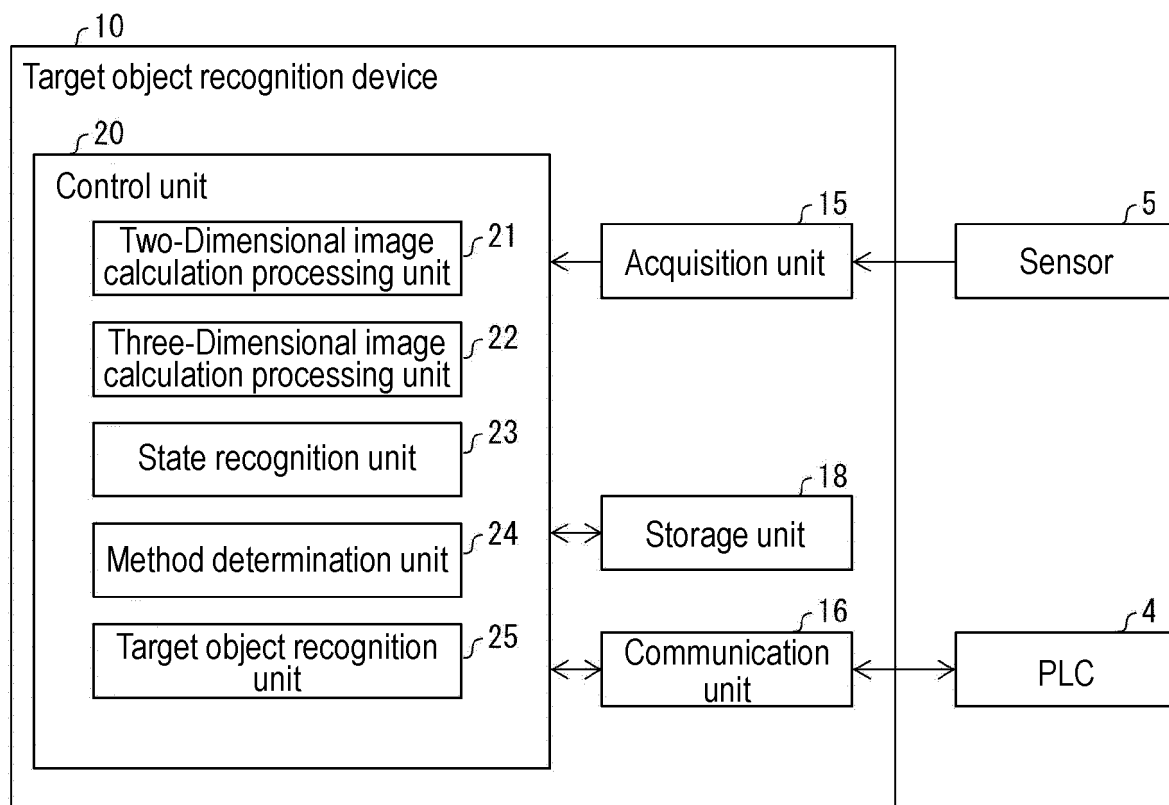 10
Target object recognition device
20
Control unit
Two-Dimensional image
calculation processing unit
21
Three-Dimensional image
calculation processing unit
22
State recognition unit
23
Method determination unit
24
Target object recognition
unit
25
15
Acquisition unit
5
Sensor
18
Storage unit
16
Communication
unit
4
PLC